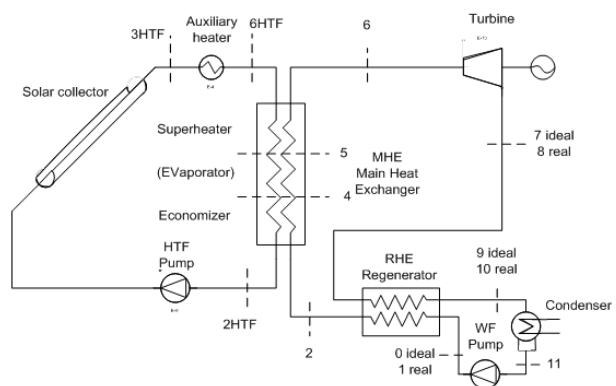 Auxiliary
heater
3HTF
6HTF
6
Turbine
E-10
E-4
Solar collector
Superheater
(EVaporator)
Economizer
5
4
MHE
Main Heat
Exchanger
7 ideal
8 real
HTF
Pump
2HTF
2
RHE
Regenerator
9 ideal
10 real
Condenser
WF
Pump
0 ideal
1 real
11